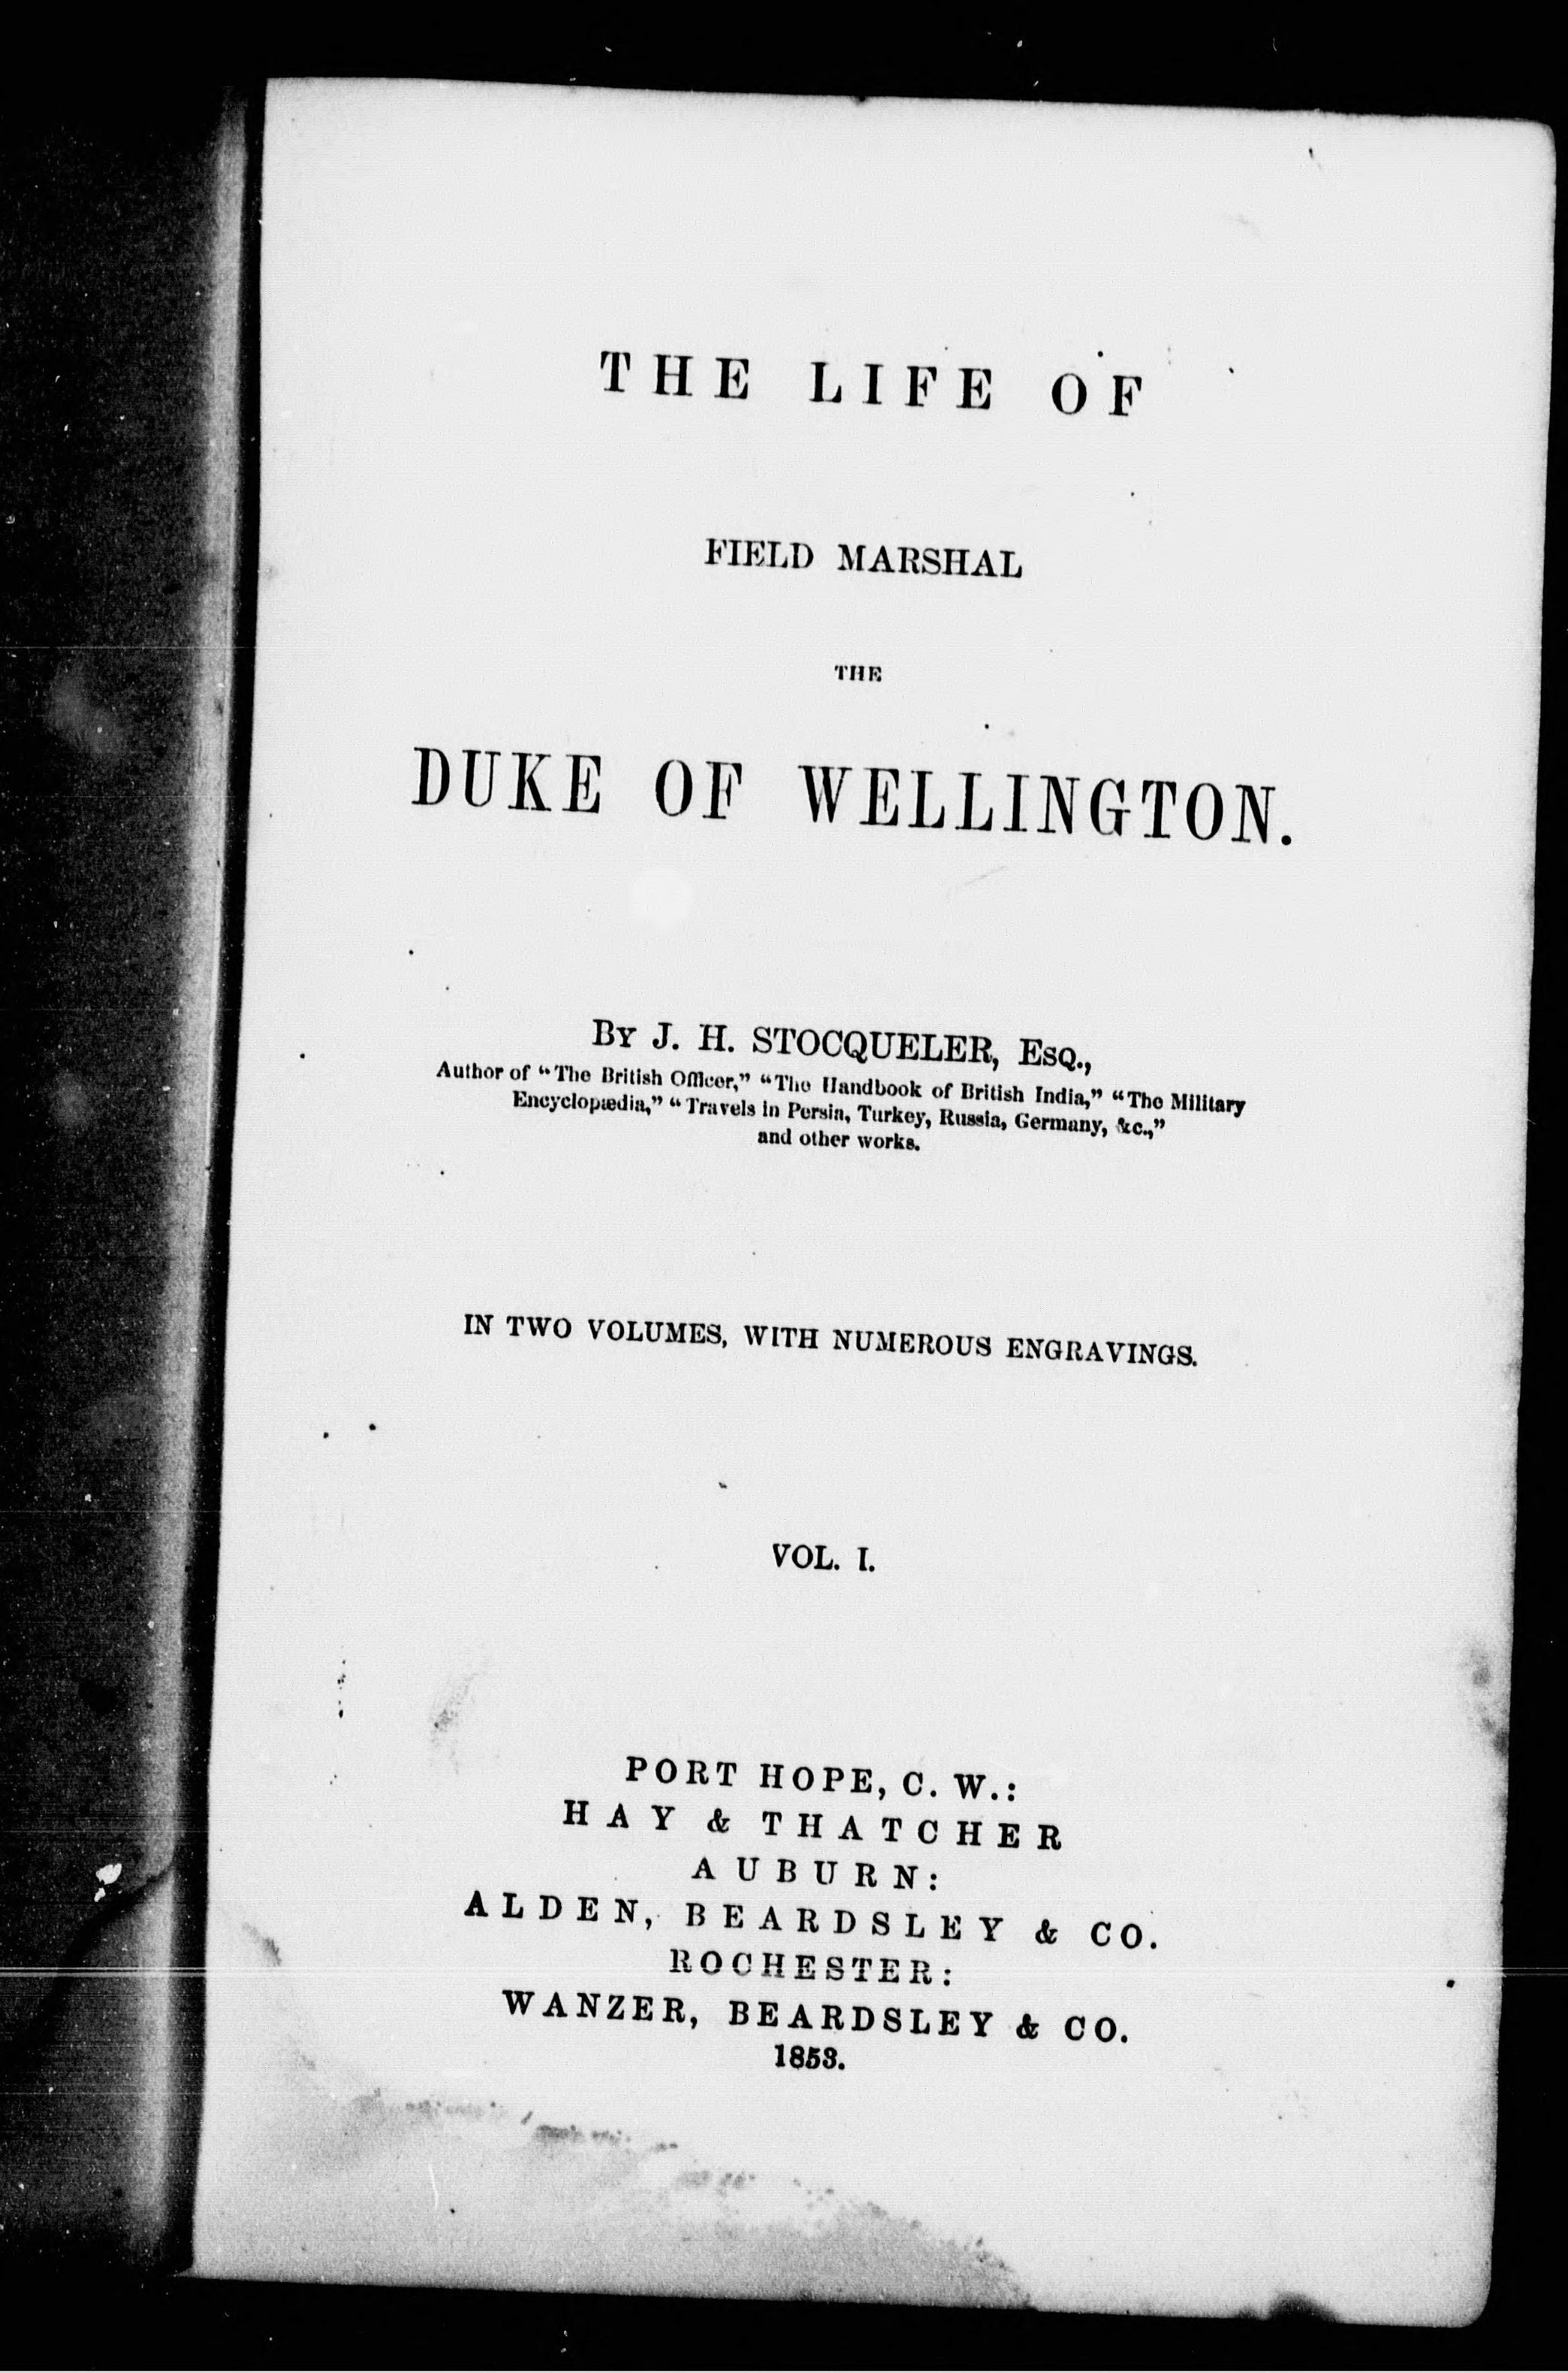 THE LIFE OF
FIELD MARSHAL
THE
DUKE OF WELLINGTON.
BY J. H. STOCQUELER, ESQ.,
Author of “The British Officer,” “The Handbook of British India,” “The Military
Encyclopædia,” “Travels in Persia, Turkey, Russia, Germany, &c.,”
and other works.
IN TWO VOLUMES, WITH NUMEROUS ENGRAVINGS.
VOL. I.
PORT HOPE, C. W.:
HAY & THATCHER
AUBURN:
ALDEN, BEARDSLEY & CO.
ROCHESTER:
WANZER, BEARDSLEY & CO.
1853.